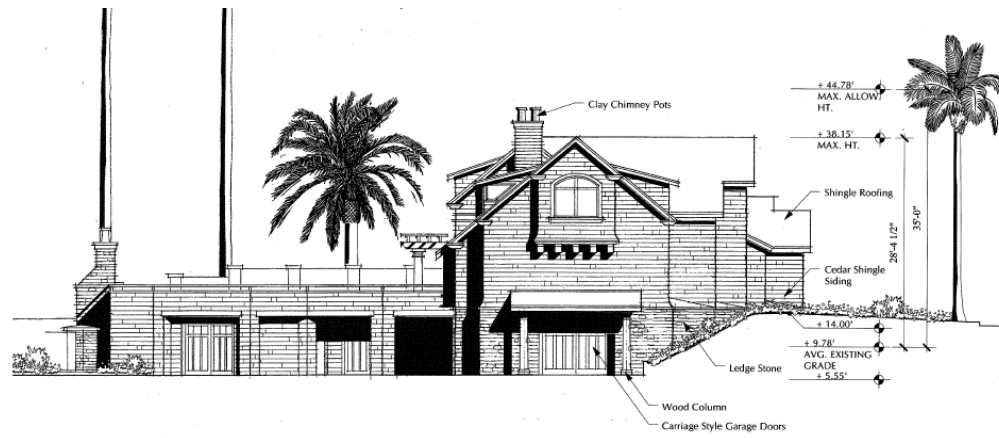 + 44.78'
MAX. ALLOW.
HT.
Clay Chimney Pots
+ 38.15'
MAX. HT.
Shingle Roofing
35'-0"
28'-4 1/2"
Cedar Shingle
Siding
+ 14.00'
+ 9.78'
AVG. EXISTING
GRADE
Ledge Stone
+ 5.55'
Wood Column
Carriage Style Garage Doors